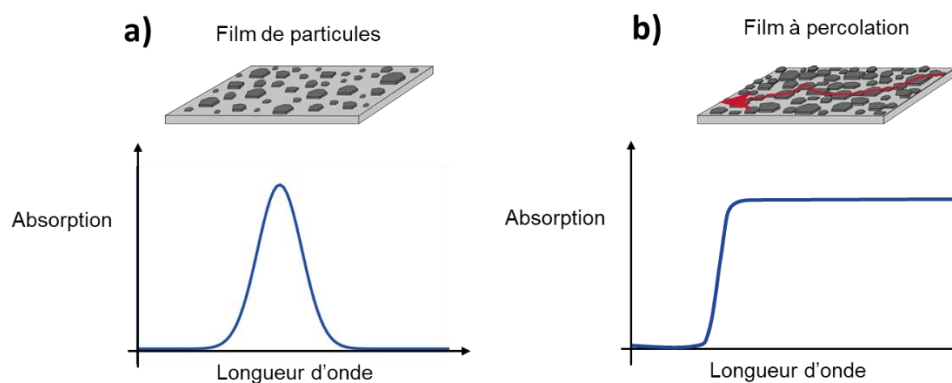 a)
Film de particules
Absorption
Longueur d'onde
b)
Film à percolation
Absorption
Longueur d'onde